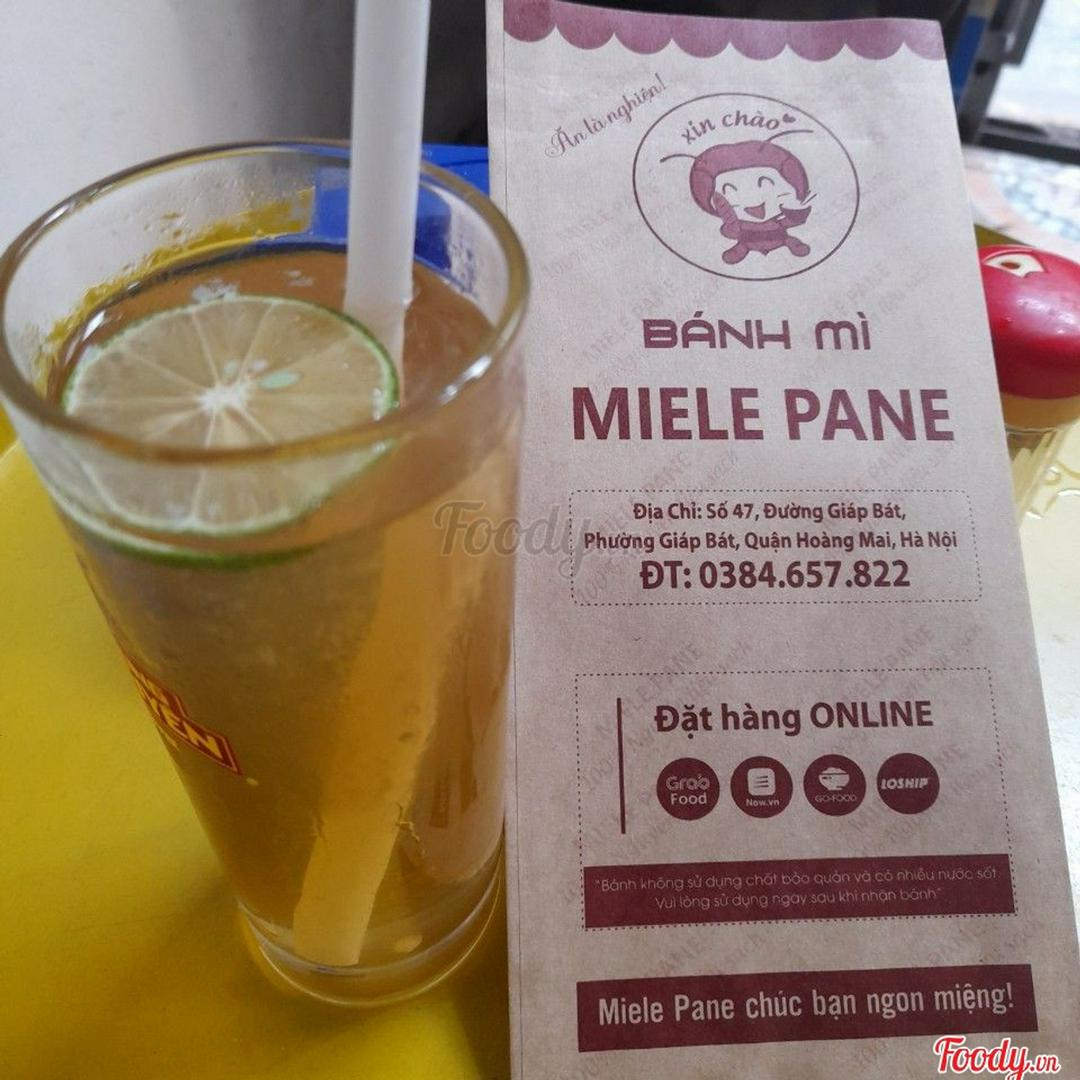 Ăn là nghiện!
xin chào
BÁNH MÌ
MIELE PANE
Địa Chỉ: Số 47, Đường Giáp Bát,
Phường Giáp Bát, Quận Hoàng Mai, Hà Nội
ĐT: 0384.657.822
Đặt hàng ONLINE
Grab Food
Now.vn
GO-FOOD
LOSHIP
"Bánh không sử dụng chất bảo quản và có nhiều nước sốt
Vui lòng sử dụng ngay sau khi nhận bánh"
Miele Pane chúc bạn ngon miệng!
Foody.vn
Foody.vn